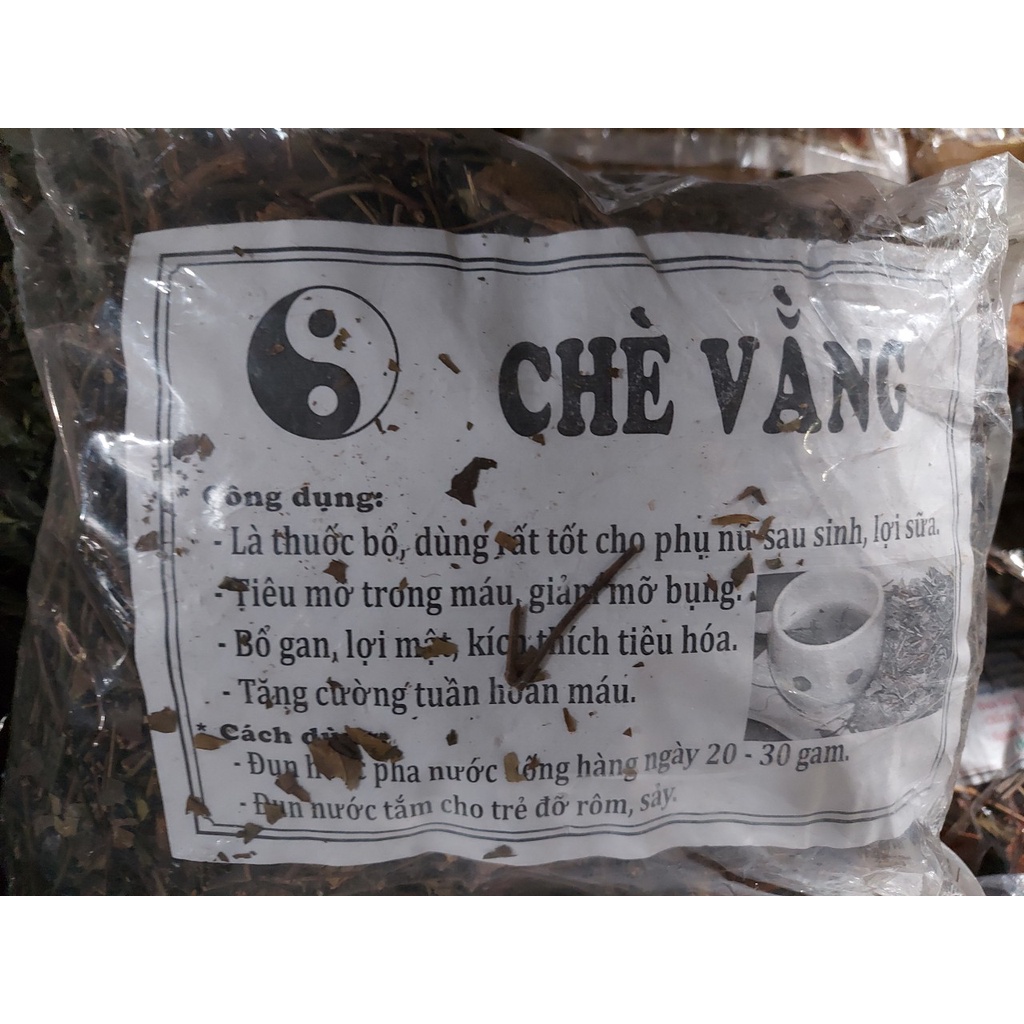 CHÈ VẰNG
* Công dụng:
- Là thuốc bổ, dùng rất tốt cho phụ nữ sau sinh, lợi sữa.
- Tiêu mỡ trong máu, giảm mỡ bụng.
- Bổ gan, lợi mật, kích thích tiêu hóa.
- Tăng cường tuần hoàn máu.
* Cách dùng:
- Đun hoặc pha nước uống hàng ngày 20 - 30 gam.
- Đun nước tắm cho trẻ đỡ rôm, sảy.